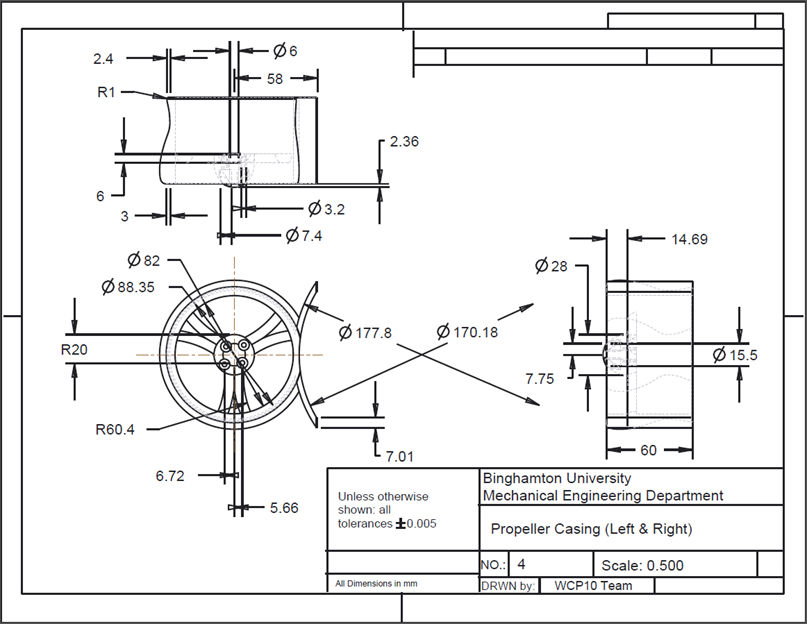 2.4
Ø6
58
R1
2.36
6
3
Ø3.2
Ø7.4
Ø82
Ø88.35
R20
R60.4
6.72
5.66
Ø177.8
Ø170.18
7.01
14.69
Ø28
7.75
Ø15.5
60
Unless otherwise
shown: all
tolerances ±0.005
All Dimensions in mm
Binghamton University
Mechanical Engineering Department
Propeller Casing (Left & Right)
NO.: 4 Scale: 0.500
DRWN by: WCP10 Team